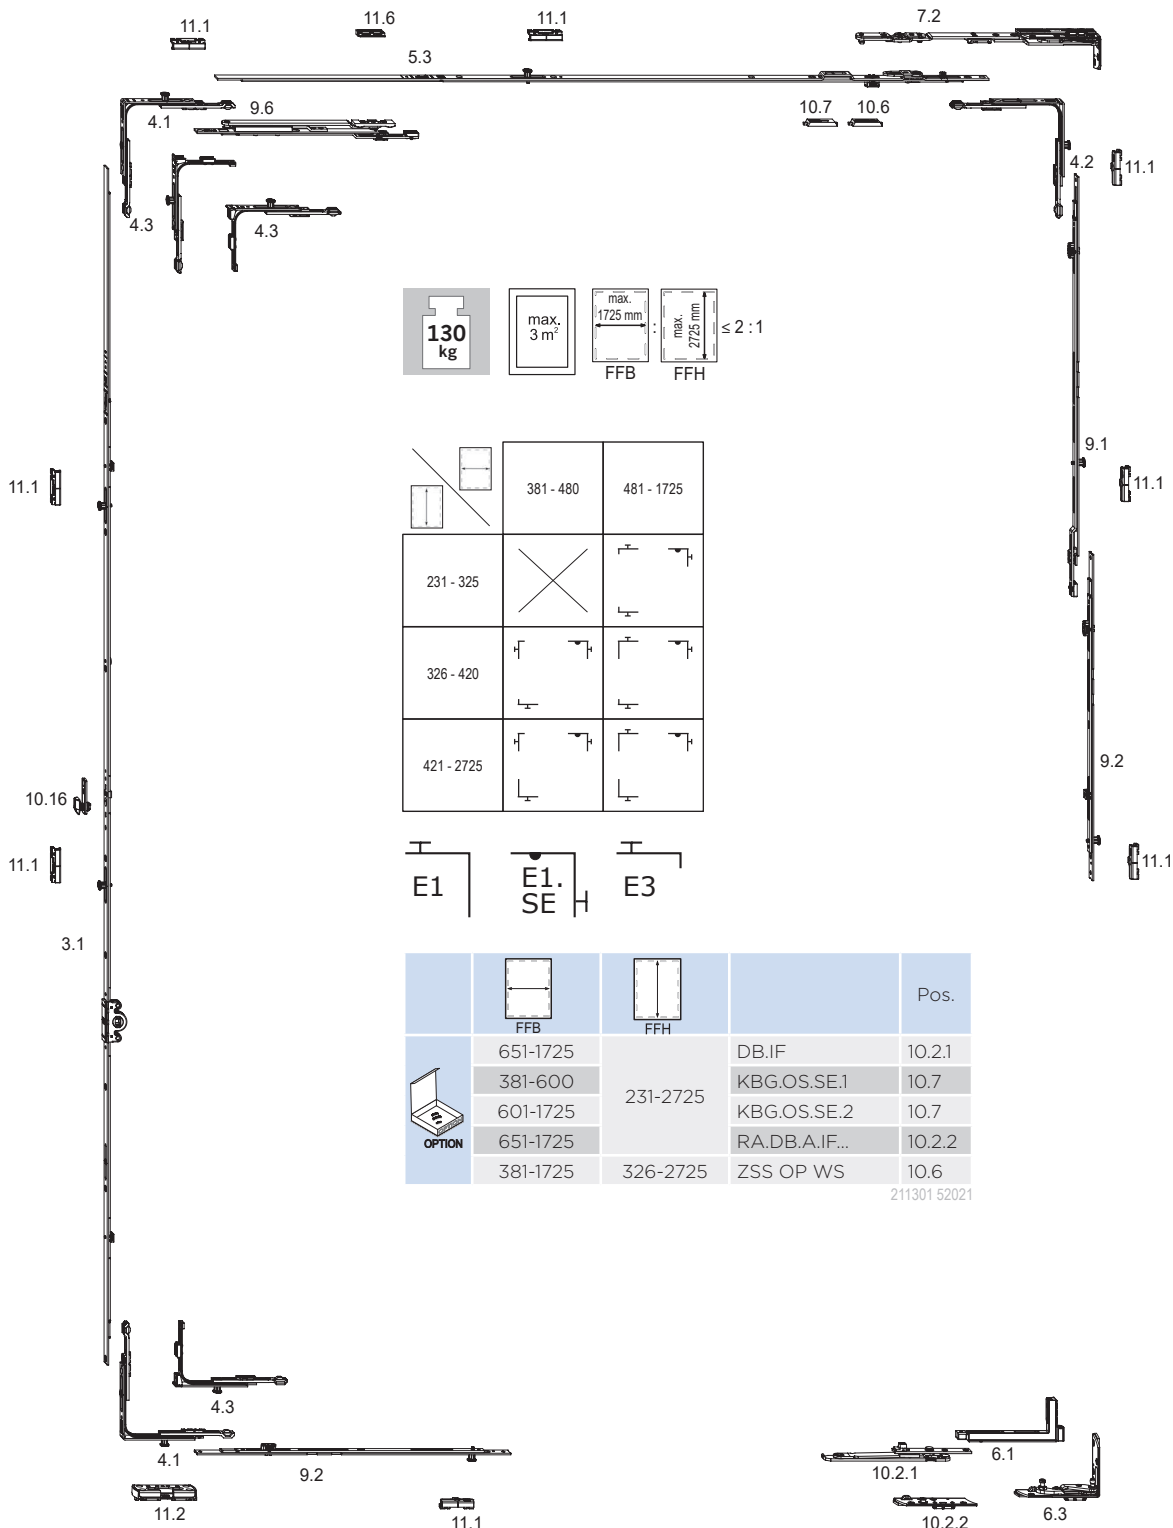 11.1
11.6
11.1
7.2
5.3
4.1
9.6
10.7
10.6
4.2
11.1
4.3
4.3
130
kg
max.
3 m²
max.
1725 mm
:
max.
2725 mm
≤ 2 : 1
FFB
FFH
9.1
11.1
11.1
381 - 480
481 - 1725
231 - 325
326 - 420
421 - 2725
9.2
10.16
11.1
11.1
E1
E1.
SE
E3
3.1
FFB
FFH
Pos.
651-1725
DB.IF
10.2.1
381-600
231-2725
KBG.OS.SE.1
10.7
601-1725
KBG.OS.SE.2
10.7
OPTION
651-1725
RA.DB.A.IF...
10.2.2
381-1725
326-2725
ZSS OP WS
10.6
211301 52021
4.3
4.1
9.2
6.1
10.2.1
11.2
11.1
10.2.2
6.3